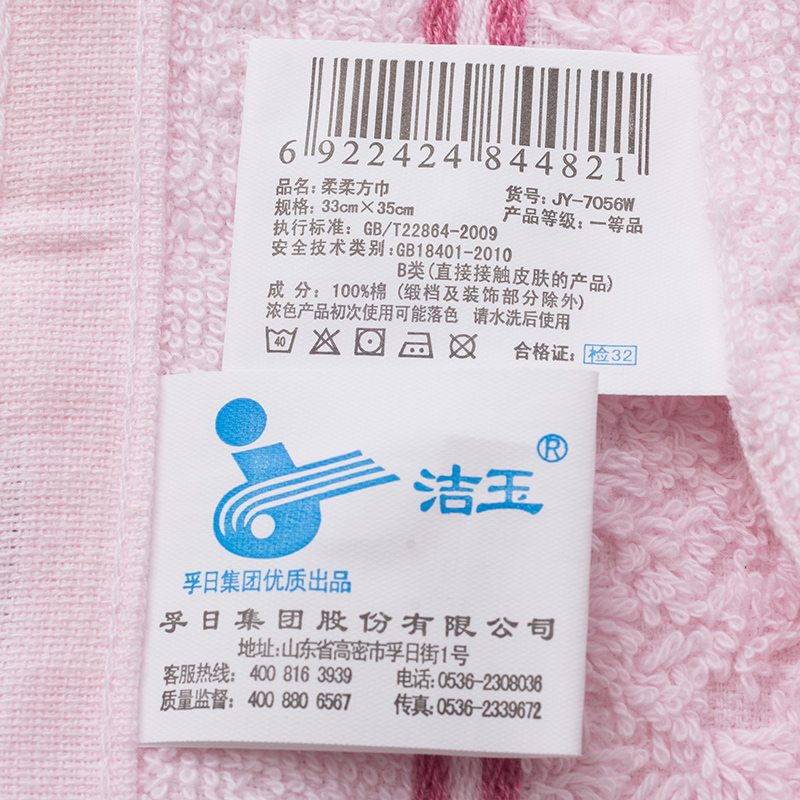 6 922424 844821
品名: 柔柔方巾 货号: JY-7056W
规格: 33cm×35cm 产品等级: 一等品
执行标准: GB/T22864-2009
安全技术类别: GB18401-2010
B类(直接接触皮肤的产品)
成 分: 100%棉 (缎档及装饰部分除外)
浓色产品初次使用可能落色 请水洗后使用
40
合格证: 检32
洁玉®
孚日集团优质出品
孚日集团股份有限公司
地址:山东省高密市孚日街1号
客服热线: 400 816 3939 电话:0536-2308036
质量监督: 400 880 6567 传真:0536-2339672